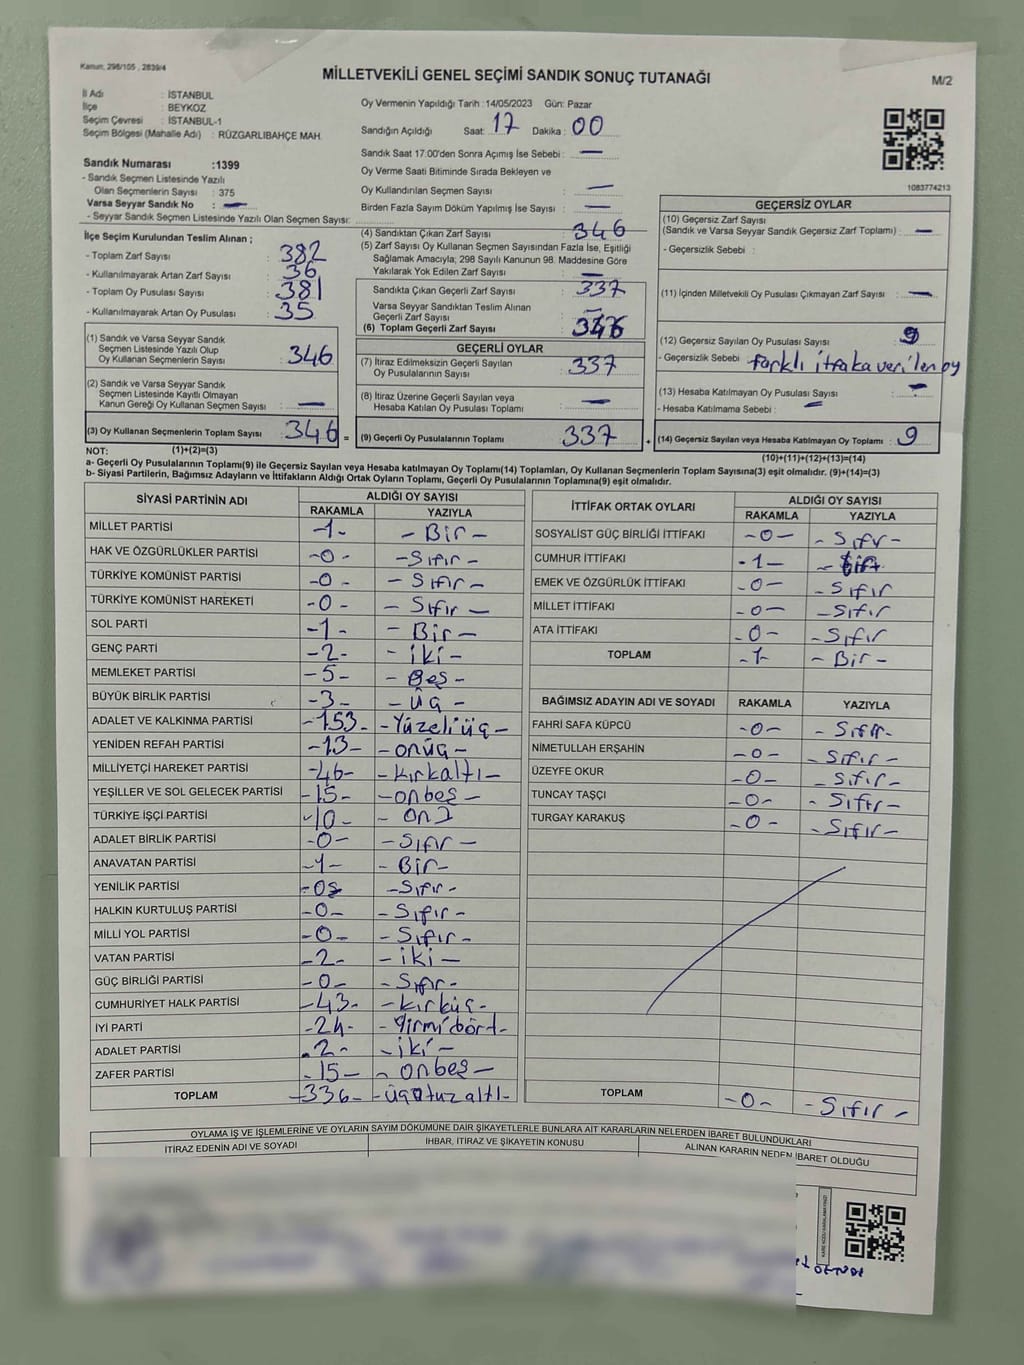 Kanun; 298/105 , 2839/4
MİLLETVEKİLİ GENEL SEÇİMİ SANDIK SONUÇ TUTANAĞI
M/2
İl Adı : İSTANBUL
İlçe : BEYKOZ
Seçim Çevresi : İSTANBUL-1
Seçim Bölgesi (Mahalle Adı) : RÜZGARLIBAHÇE MAH.
Sandık Numarası :1399
- Sandık Seçmen Listesinde Yazılı
Olan Seçmenlerin Sayısı : 375
Varsa Seyyar Sandık No : —
- Seyyar Sandık Seçmen Listesinde Yazılı Olan Seçmen Sayısı:
Oy Vermenin Yapıldığı Tarih :14/05/2023 Gün: Pazar
Sandığın Açıldığı Saat: 17 Dakika : 00
Sandık Saat 17:00'den Sonra Açımış İse Sebebi : —
Oy Verme Saati Bitiminde Sırada Bekleyen ve
Oy Kullandırılan Seçmen Sayısı : —
Birden Fazla Sayım Döküm Yapılmış İse Sayısı : —
1083774213
İlçe Seçim Kurulundan Teslim Alınan ;
- Toplam Zarf Sayısı : 382
- Kullanılmayarak Artan Zarf Sayısı : 36
- Toplam Oy Pusulası Sayısı : 381
- Kullanılmayarak Artan Oy Pusulası : 35
(4) Sandıktan Çıkan Zarf Sayısı : 346
(5) Zarf Sayısı Oy Kullanan Seçmen Sayısından Fazla İse, Eşitliği
Sağlamak Amacıyla; 298 Sayılı Kanunun 98. Maddesine Göre
Yakılarak Yok Edilen Zarf Sayısı : —
Sandıkta Çıkan Geçerli Zarf Sayısı : 337
Varsa Seyyar Sandıktan Teslim Alınan
Geçerli Zarf Sayısı : —
(6) Toplam Geçerli Zarf Sayısı : 346
GEÇERSİZ OYLAR
(10) Geçersiz Zarf Sayısı
(Sandık ve Varsa Seyyar Sandık Geçersiz Zarf Toplamı) : —
- Geçersizlik Sebebi :
(11) İçinden Milletvekili Oy Pusulası Çıkmayan Zarf Sayısı : —
(12) Geçersiz Sayılan Oy Pusulası Sayısı : 9
- Geçersizlik Sebebi : farklı itifaka verilen oy
(13) Hesaba Katılmayan Oy Pusulası Sayısı : —
- Hesaba Katılmama Sebebi : —
(14) Geçersiz Sayılan veya Hesaba Katılmayan Oy Toplamı : 9
(10)+(11)+(12)+(13)=(14)
(1) Sandık ve Varsa Seyyar Sandık
Seçmen Listesinde Yazılı Olup
Oy Kullanan Seçmenlerin Sayısı : 346
(2) Sandık ve Varsa Seyyar Sandık
Seçmen Listesinde Kayıtlı Olmayan
Kanun Gereği Oy Kullanan Seçmen Sayısı : —
(3) Oy Kullanan Seçmenlerin Toplam Sayısı : 346 =
GEÇERLİ OYLAR
(7) İtiraz Edilmeksizin Geçerli Sayılan
Oy Pusulalarının Sayısı : 337
(8) İtiraz Üzerine Geçerli Sayılan veya
Hesaba Katılan Oy Pusulası Toplamı : —
(9) Geçerli Oy Pusulalarının Toplamı : 337 +
NOT: (1)+(2)=(3)
a- Geçerli Oy Pusulalarının Toplamı(9) ile Geçersiz Sayılan veya Hesaba katılmayan Oy Toplamı(14) Toplamları, Oy Kullanan Seçmenlerin Toplam Sayısına(3) eşit olmalıdır. (9)+(14)=(3)
b- Siyasi Partilerin, Bağımsız Adayların ve İttifakların Aldığı Ortak Oyların Toplamı, Geçerli Oy Pusulalarının Toplamına(9) eşit olmalıdır.
SİYASİ PARTİNİN ADI ALDIĞI OY SAYISI
RAKAMLA YAZIYLA
MİLLET PARTİSİ -1- - Bir -
HAK VE ÖZGÜRLÜKLER PARTİSİ -0- - Sıfır -
TÜRKİYE KOMÜNİST PARTİSİ -0- - Sıfır -
TÜRKİYE KOMÜNİST HAREKETİ -0- - Sıfır -
SOL PARTİ -1- - Bir -
GENÇ PARTİ -2- - iki -
MEMLEKET PARTİSİ -5- - Beş -
BÜYÜK BİRLİK PARTİSİ -3- - üç -
ADALET VE KALKINMA PARTİSİ -153- - Yüzelliüç -
YENİDEN REFAH PARTİSİ -13- - onüç -
MİLLİYETÇİ HAREKET PARTİSİ -46- - kırkaltı -
YEŞİLLER VE SOL GELECEK PARTİSİ -15- - onbeş -
TÜRKİYE İŞÇİ PARTİSİ -10- - on
ADALET BİRLİK PARTİSİ -0- - Sıfır -
ANAVATAN PARTİSİ -1- - Bir -
YENİLİK PARTİSİ -0 - Sıfır -
HALKIN KURTULUŞ PARTİSİ -0- - Sıfır -
MİLLİ YOL PARTİSİ -0- - Sıfır -
VATAN PARTİSİ -2- - iki -
GÜÇ BİRLİĞİ PARTİSİ -0- - Sıfır -
CUMHURİYET HALK PARTİSİ -43- - kırküç -
İYİ PARTİ -24- - Yirmidört -
ADALET PARTİSİ -2- - iki -
ZAFER PARTİSİ -15- - onbeş -
TOPLAM -336- - üçotuzaltı -
İTTİFAK ORTAK OYLARI ALDIĞI OY SAYISI
RAKAMLA YAZIYLA
SOSYALİST GÜÇ BİRLİĞİ İTTİFAKI -0- - Sıfır -
CUMHUR İTTİFAKI -1-
EMEK VE ÖZGÜRLÜK İTTİFAKI -0- - Sıfır
MİLLET İTTİFAKI -0- - Sıfır
ATA İTTİFAKI -0- - Sıfır
TOPLAM -1- - Bir -
BAĞIMSIZ ADAYIN ADI VE SOYADI RAKAMLA YAZIYLA
FAHRİ SAFA KÜPCÜ -0- - Sıfır-
NİMETULLAH ERŞAHİN -0- - Sıfır -
ÜZEYFE OKUR -0- - Sıfır -
TUNCAY TAŞÇI -0- - Sıfır -
TURGAY KARAKUŞ -0- - Sıfır -
TOPLAM -0- - Sıfır -
OYLAMA İŞ VE İŞLEMLERİNE VE OYLARIN SAYIM DÖKÜMÜNE DAİR ŞİKAYETLERLE BUNLARA AİT KARARLARIN NELERDEN İBARET BULUNDUKLARI
İTİRAZ EDENİN ADI VE SOYADI İHBAR, İTİRAZ VE ŞİKAYETİN KONUSU ALINAN KARARIN NEDEN İBARET OLDUĞU